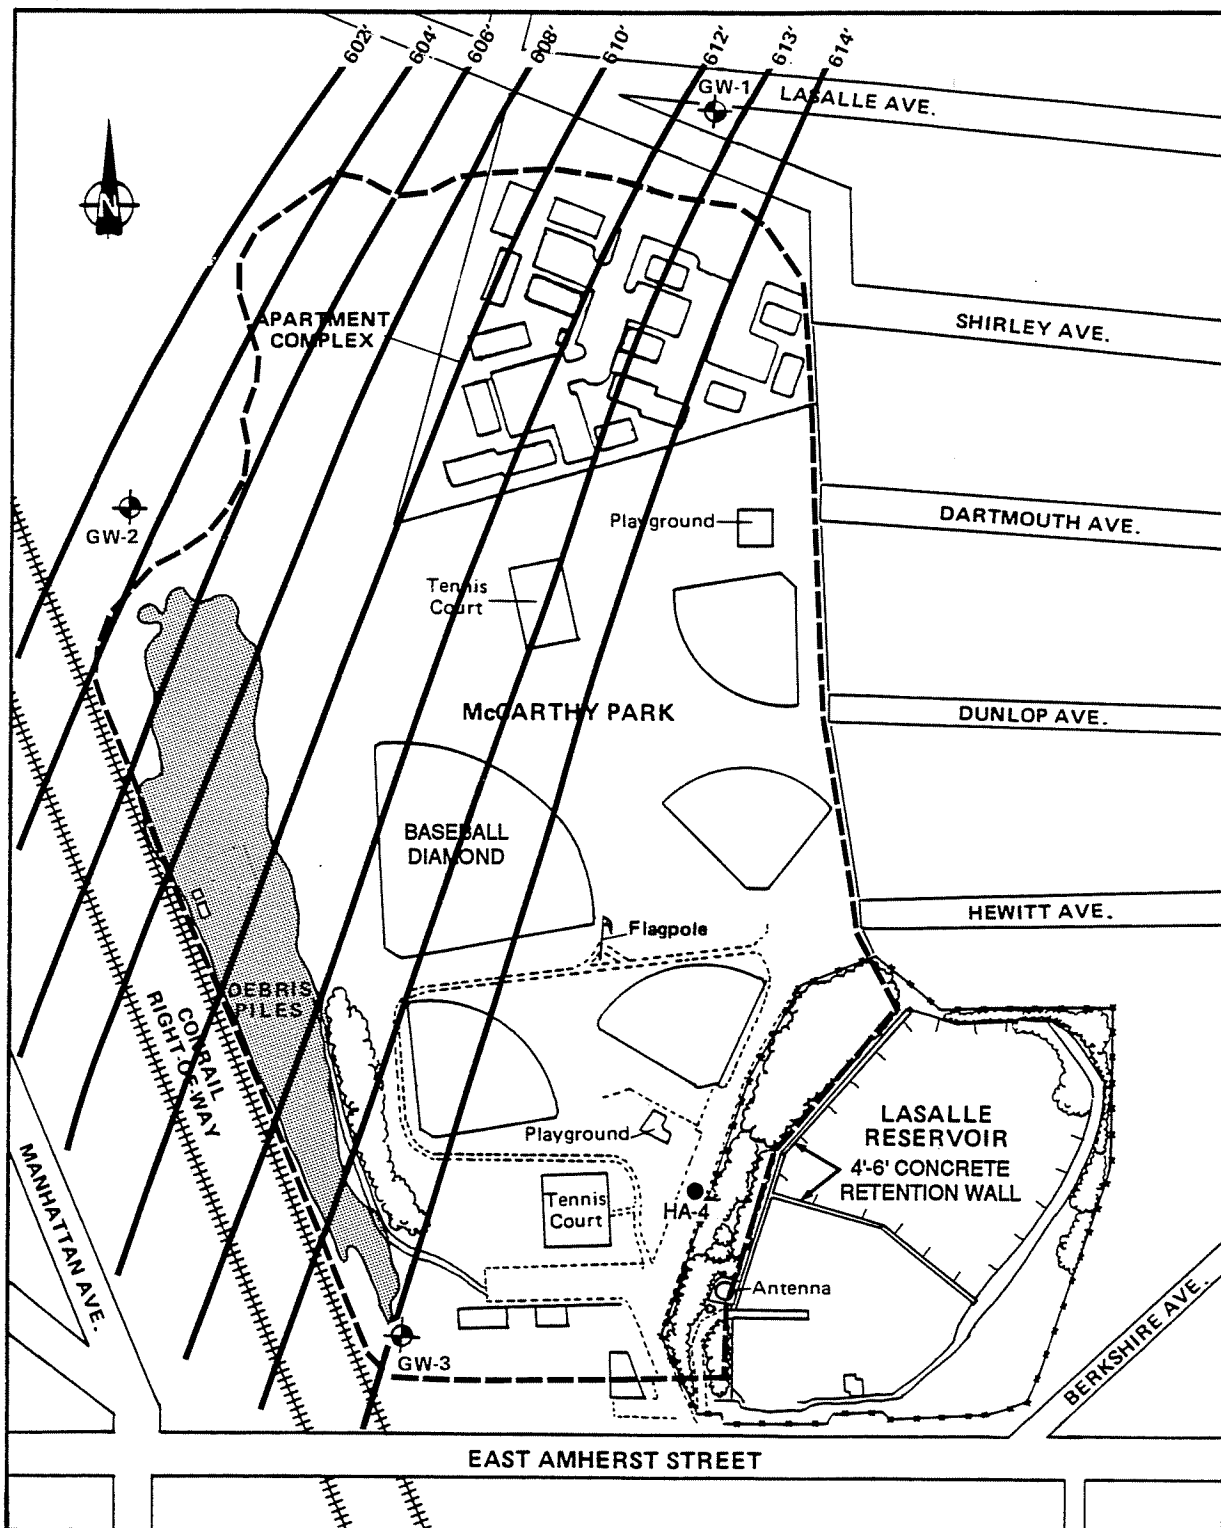 602'
604'
606'
608'
610'
612'
613'
614'
GW-1
LASALLE AVE.
N
APARTMENT
COMPLEX
SHIRLEY AVE.
GW-2
Playground
DARTMOUTH AVE.
Tennis
Court
McCARTHY PARK
DUNLOP AVE.
BASEBALL
DIAMOND
HEWITT AVE.
Flagpole
DEBRIS
PILES
CONRAIL
RIGHT-OF-WAY
LASALLE
RESERVOIR
4'-6' CONCRETE
RETENTION WALL
Playground
MANHATTAN AVE.
Tennis
Court
HA-4
Antenna
BERKSHIRE AVE.
GW-3
EAST AMHERST STREET